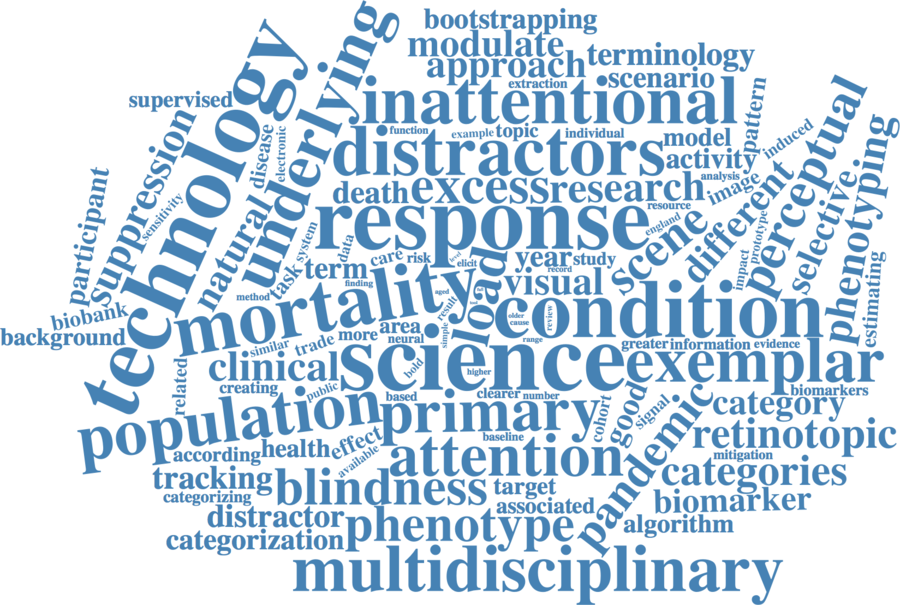 bootstrapping
modulate
terminology
approach
scenario
extraction
supervised
technology
underlying
inattentional
pattern
function
example
topic
individual
model
induced
perceptual
suppression
disease
electronic
distractors
activity
analysis
image
different
selective
phenotyping
participant
sensitivity
natural
death
excess
research
resource
england
scene
prototype
impact
response
system
data
task
term
care
risk
level
elicit
year
study
record
finding
visual
estimating
method
mortality
aged
load
condition
biobank
background
result
simple
older
cause
review
range
area
neural
more
trade
similar
science
greater
information
evidence
clinical
exemplar
related
creating
public
bold
higher
based
clearer
number
biomarkers
population
primary
cohort
good
signal
pandemic
category
according
health
effect
available
baseline
retinotopic
mitigation
attention
tracking
categorizing
blindness
target
associated
categories
biomarker
distractor
phenotype
algorithm
categorization
multidisciplinary